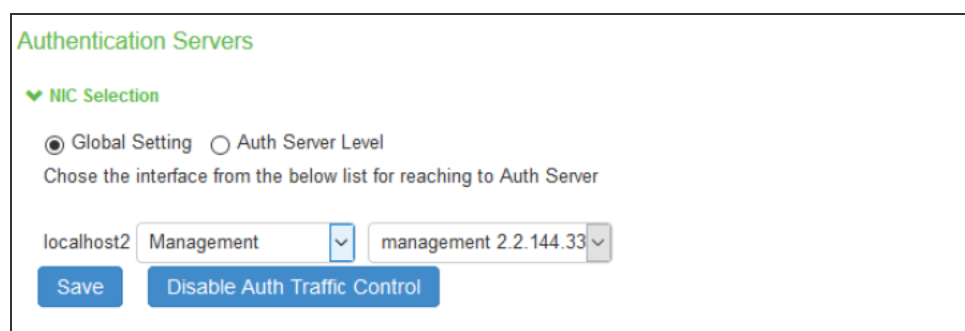 Authentication Servers
NIC Selection
Global Setting Auth Server Level
Chose the interface from the below list for reaching to Auth Server
localhost2 Management management 2.2.144.33
Save Disable Auth Traffic Control